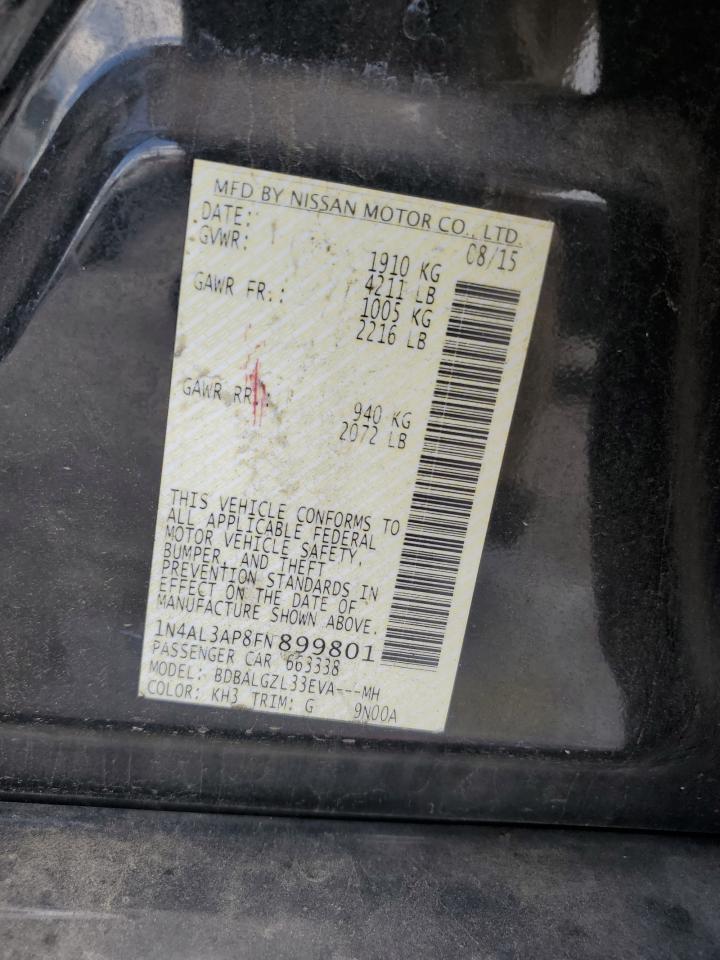 MFD BY NISSAN MOTOR CO., LTD.
DATE: 08/15
GVWR: 1910 KG
4211 LB
GAWR FR.: 1005 KG
2216 LB
GAWR RR.: 940 KG
2072 LB
THIS VEHICLE CONFORMS TO
ALL APPLICABLE FEDERAL
MOTOR VEHICLE SAFETY,
BUMPER, AND THEFT
PREVENTION STANDARDS IN
EFFECT ON THE DATE OF
MANUFACTURE SHOWN ABOVE.
1N4AL3AP8FN899801
PASSENGER CAR 663338
MODEL: BDBALGZL33EVA---MH
COLOR: KH3 TRIM: G 9N00A